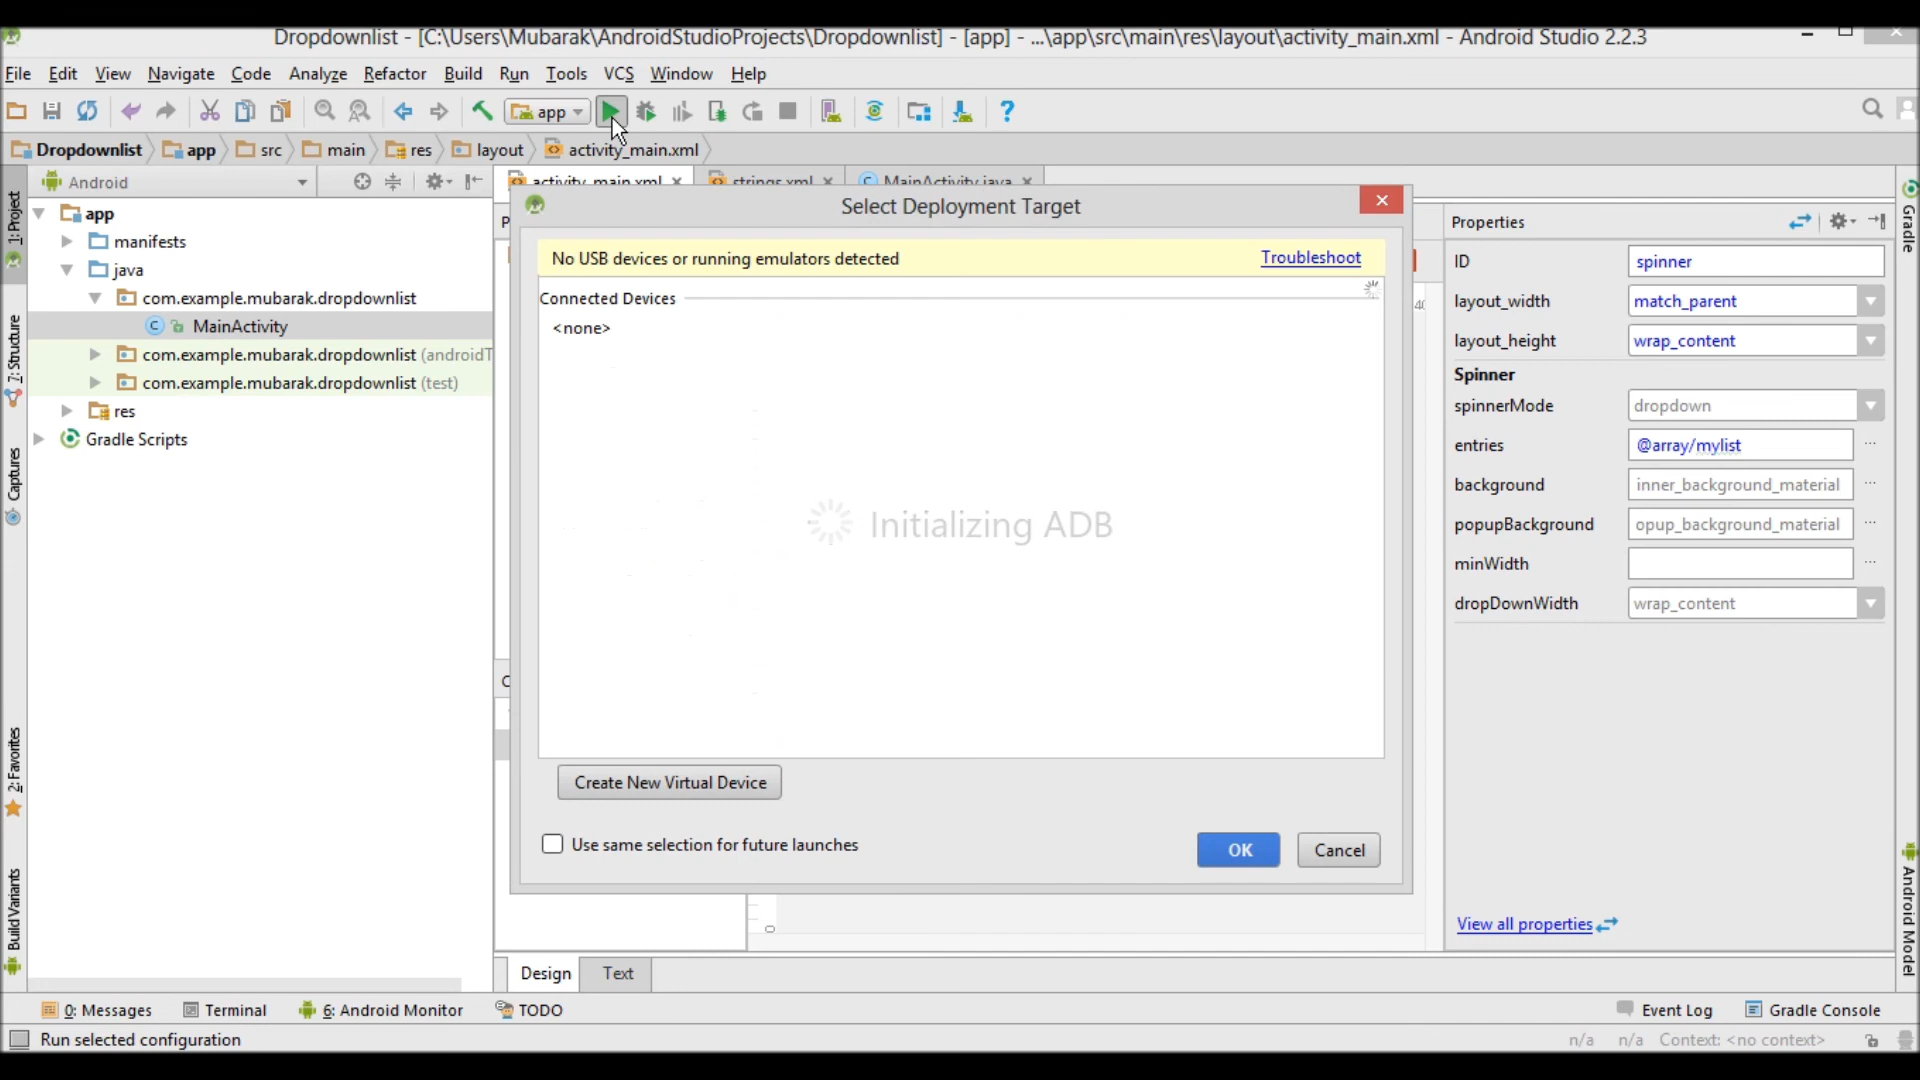 Dropdownlist - [C:\Users\Mubarak\AndroidStudioProjects\Dropdownlist] - [app] - ...\app\src\main\res\layout\activity_main.xml - Android Studio 2.2.3
File Edit View Navigate Code Analyze Refactor Build Run Tools VCS Window Help
app
Dropdownlist app src main res layout activity_main.xml
Android
activity_main.xml strings.xml MainActivity.java
1: Project
7: Structure
Captures
2: Favorites
Build Variants
app
manifests
java
com.example.mubarak.dropdownlist
MainActivity
com.example.mubarak.dropdownlist (androidT
com.example.mubarak.dropdownlist (test)
res
Gradle Scripts
Select Deployment Target
No USB devices or running emulators detected Troubleshoot
Connected Devices
<none>
Initializing ADB
Create New Virtual Device
Use same selection for future launches
OK Cancel
Properties
ID spinner
layout_width match_parent
layout_height wrap_content
Spinner
spinnerMode dropdown
entries @array/mylist
background inner_background_material
popupBackground opup_background_material
minWidth
dropDownWidth wrap_content
View all properties
Gradle
Android Model
Design Text
0: Messages Terminal 6: Android Monitor TODO Event Log Gradle Console
Run selected configuration n/a n/a Context: <no context>